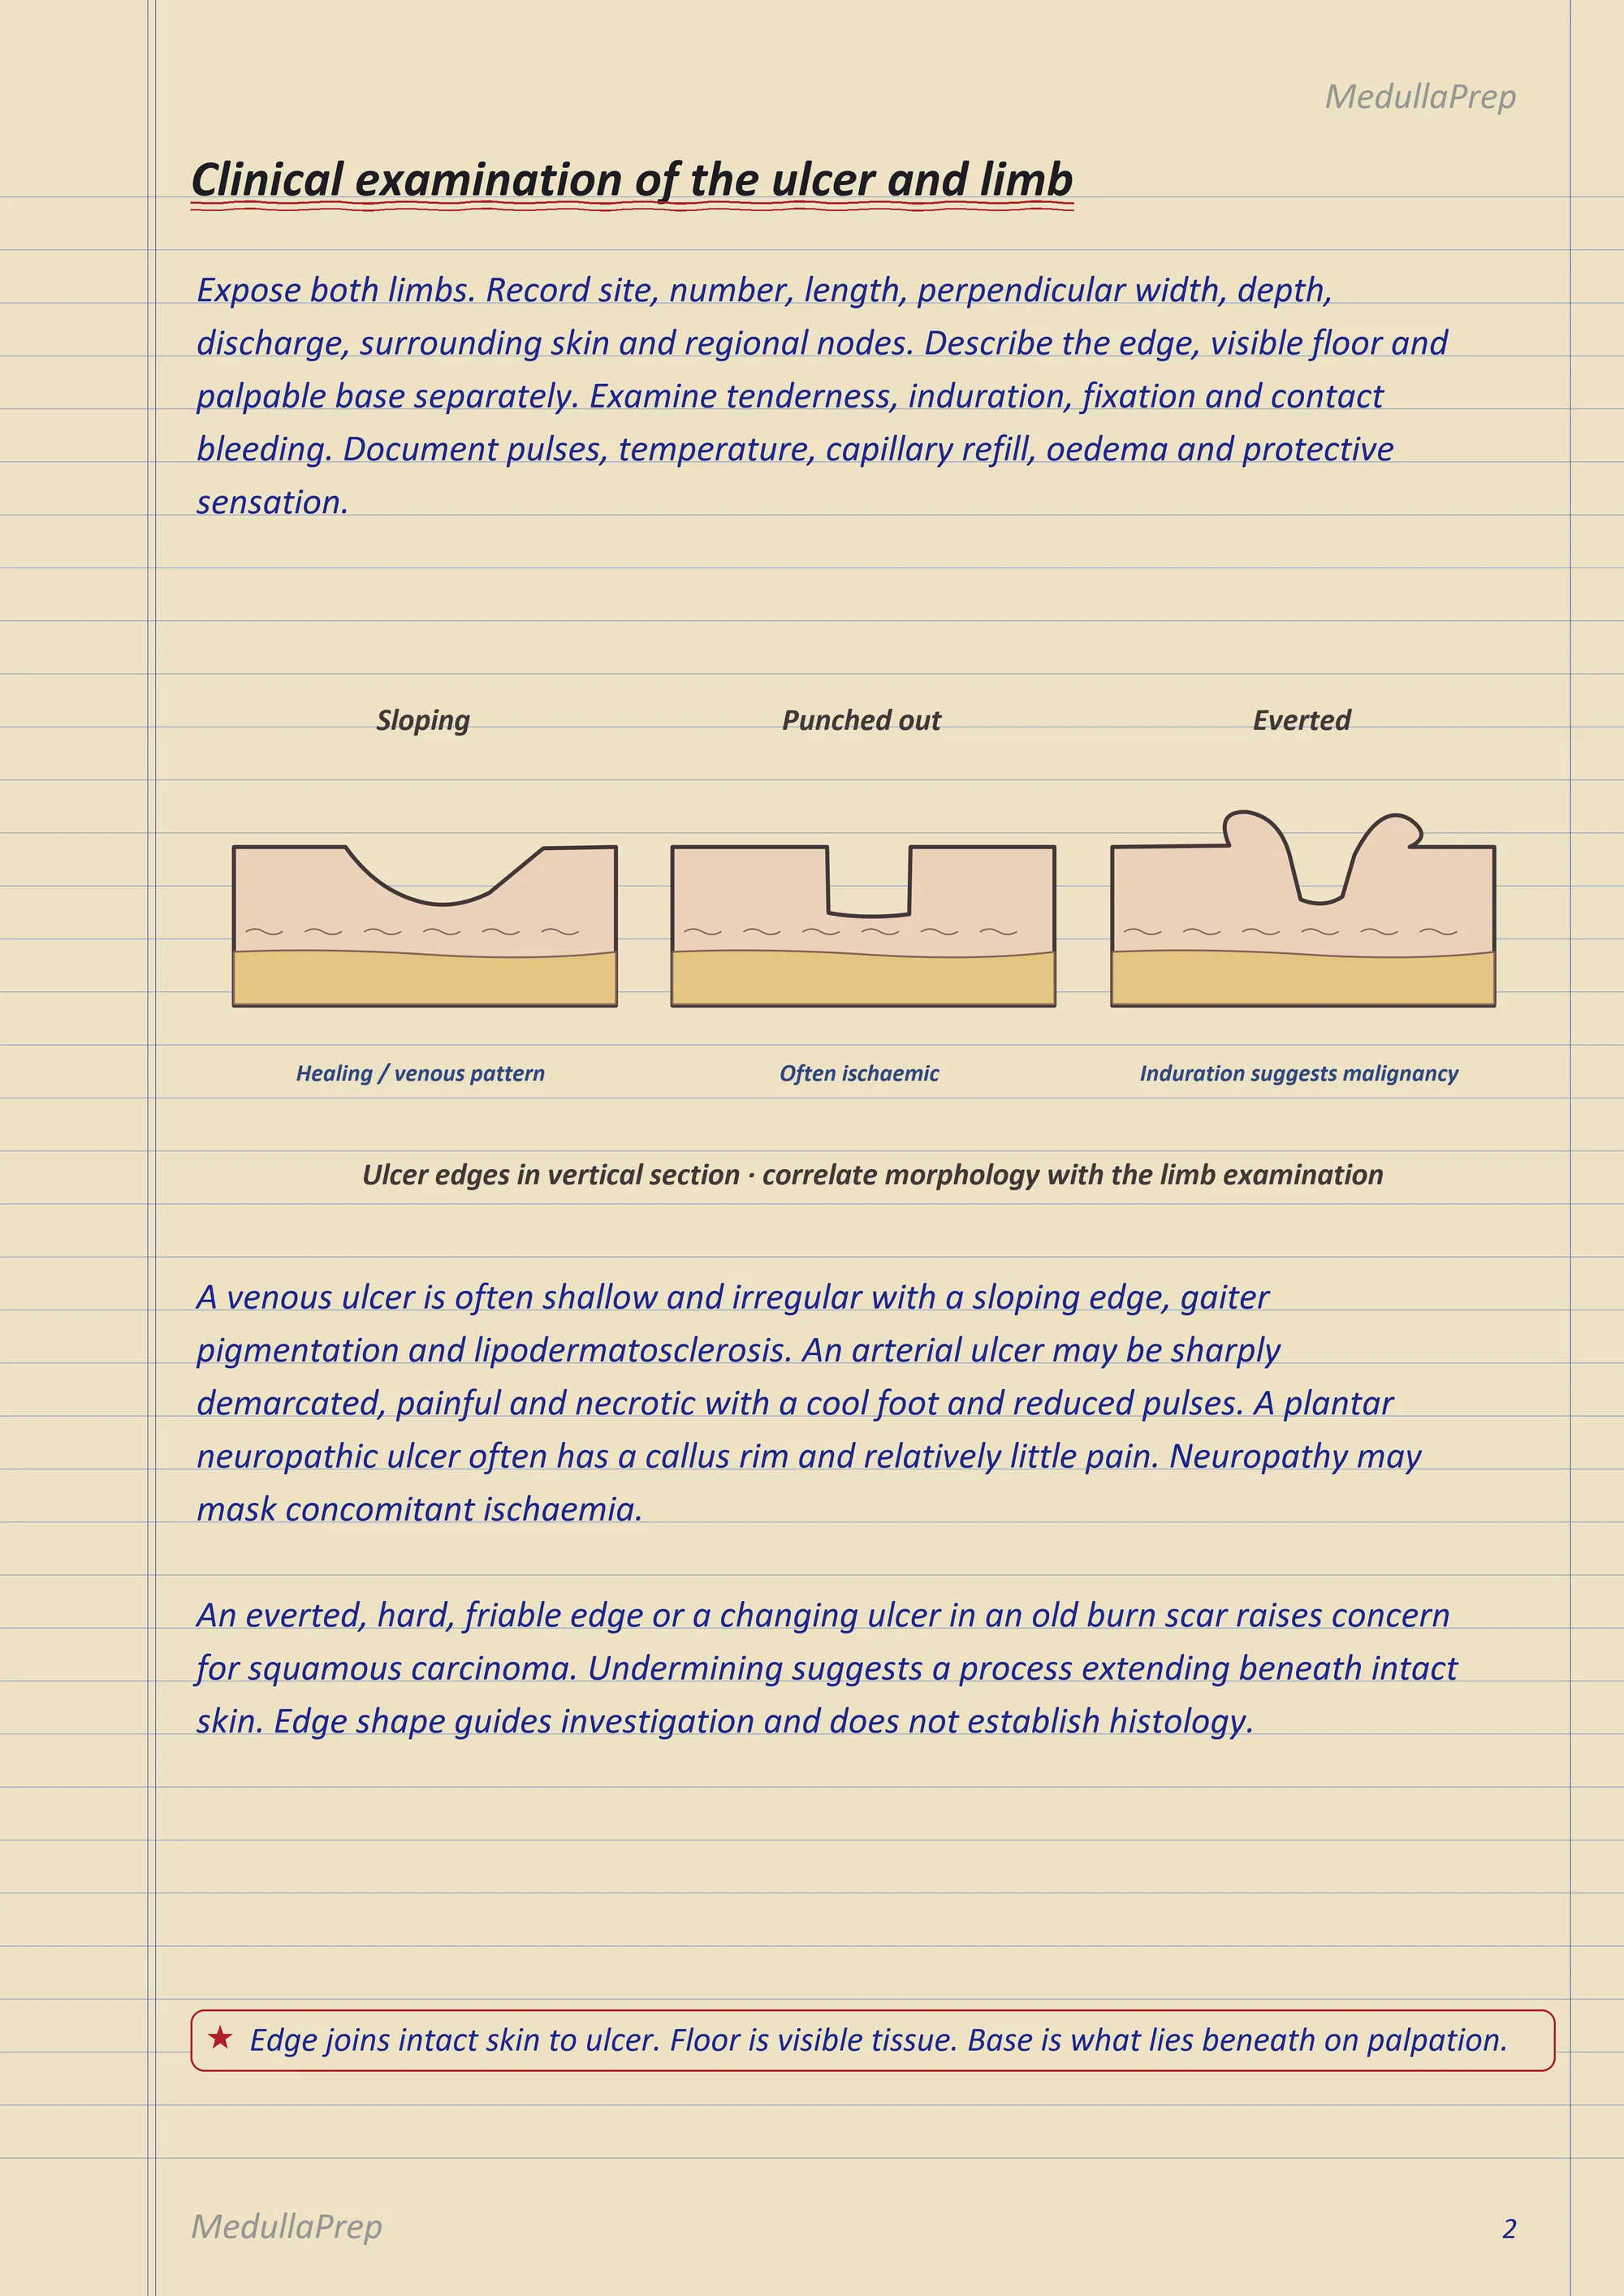 MedullaPrep
Clinical examination of the ulcer and limb
Expose both limbs. Record site, number, length, perpendicular width, depth,
discharge, surrounding skin and regional nodes. Describe the edge, visible floor and
palpable base separately. Examine tenderness, induration, fixation and contact
bleeding. Document pulses, temperature, capillary refill, oedema and protective
sensation.
Sloping
Punched out
Everted
Healing / venous pattern
Often ischaemic
Induration suggests malignancy
Ulcer edges in vertical section · correlate morphology with the limb examination
A venous ulcer is often shallow and irregular with a sloping edge, gaiter
pigmentation and lipodermatosclerosis. An arterial ulcer may be sharply
demarcated, painful and necrotic with a cool foot and reduced pulses. A plantar
neuropathic ulcer often has a callus rim and relatively little pain. Neuropathy may
mask concomitant ischaemia.
An everted, hard, friable edge or a changing ulcer in an old burn scar raises concern
for squamous carcinoma. Undermining suggests a process extending beneath intact
skin. Edge shape guides investigation and does not establish histology.
★ Edge joins intact skin to ulcer. Floor is visible tissue. Base is what lies beneath on palpation.
MedullaPrep
2